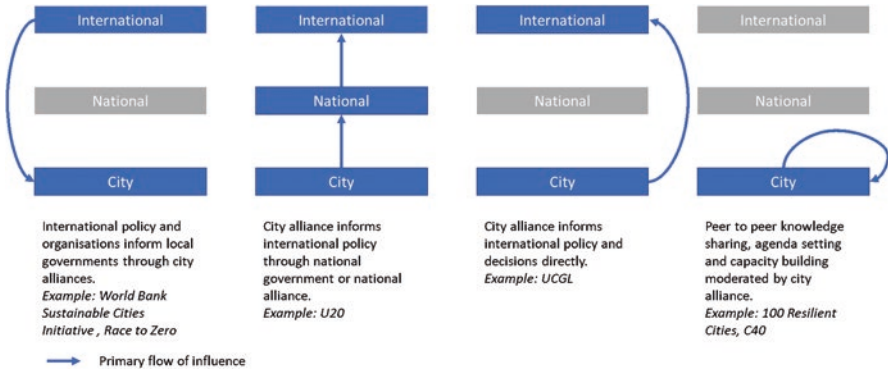 International
National
City
International policy and
organisations inform local
governments through city
alliances.
Example: World Bank
Sustainable Cities
Initiative , Race to Zero
International
National
City
City alliance informs
international policy
through national
government or national
alliance.
Example: U20
International
National
City
City alliance informs
international policy and
decisions directly.
Example: UCGL
International
National
City
Peer to peer knowledge
sharing, agenda setting
and capacity building
moderated by city
alliance.
Example: 100 Resilient
Cities, C40
Primary flow of influence